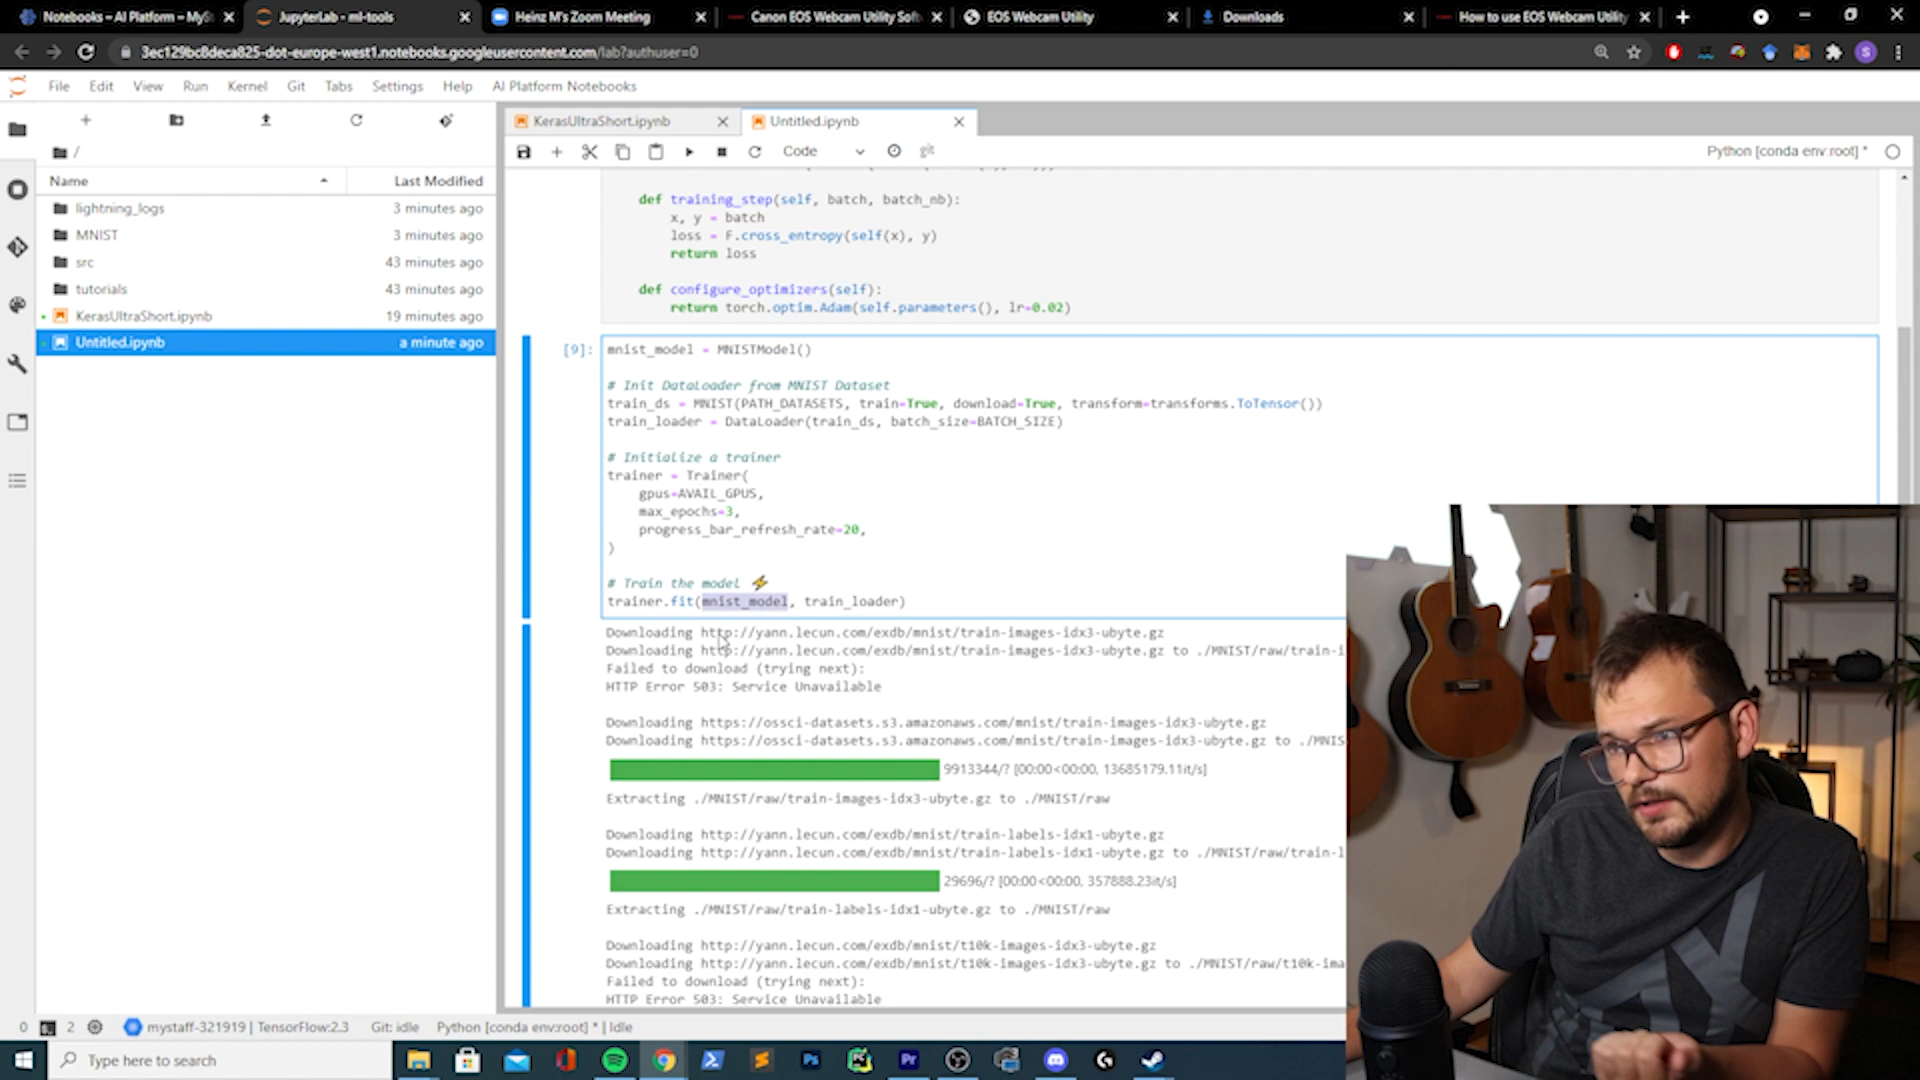 Notebooks – AI Platform – MySt
JupyterLab - ml-tools
Heinz M's Zoom Meeting
Canon EOS Webcam Utility Soft
EOS Webcam Utility
Downloads
How to use EOS Webcam Utility
3ec129bc8deca825-dot-europe-west1.notebooks.googleusercontent.com/lab?authuser=0
S
File Edit View Run Kernel Git Tabs Settings Help AI Platform Notebooks
KerasUltraShort.ipynb
Untitled.ipynb
Code
git
Python [conda env:root] *
/
Name Last Modified
lightning_logs 3 minutes ago
MNIST 3 minutes ago
src 43 minutes ago
tutorials 43 minutes ago
KerasUltraShort.ipynb 19 minutes ago
Untitled.ipynb a minute ago
def training_step(self, batch, batch_nb):
x, y = batch
loss = F.cross_entropy(self(x), y)
return loss
def configure_optimizers(self):
return torch.optim.Adam(self.parameters(), lr=0.02)
[9]:
mnist_model = MNISTModel()
# Init DataLoader from MNIST Dataset
train_ds = MNIST(PATH_DATASETS, train=True, download=True, transform=transforms.ToTensor())
train_loader = DataLoader(train_ds, batch_size=BATCH_SIZE)
# Initialize a trainer
trainer = Trainer(
gpus=AVAIL_GPUS,
max_epochs=3,
progress_bar_refresh_rate=20,
)
# Train the model ⚡
trainer.fit(mnist_model, train_loader)
Downloading http://yann.lecun.com/exdb/mnist/train-images-idx3-ubyte.gz
Downloading http://yann.lecun.com/exdb/mnist/train-images-idx3-ubyte.gz to ./MNIST/raw/train-i
Failed to download (trying next):
HTTP Error 503: Service Unavailable
Downloading https://ossci-datasets.s3.amazonaws.com/mnist/train-images-idx3-ubyte.gz
Downloading https://ossci-datasets.s3.amazonaws.com/mnist/train-images-idx3-ubyte.gz to ./MNIS
9913344/? [00:00<00:00, 13685179.11it/s]
Extracting ./MNIST/raw/train-images-idx3-ubyte.gz to ./MNIST/raw
Downloading http://yann.lecun.com/exdb/mnist/train-labels-idx1-ubyte.gz
Downloading http://yann.lecun.com/exdb/mnist/train-labels-idx1-ubyte.gz to ./MNIST/raw/train-l
29696/? [00:00<00:00, 357888.23it/s]
Extracting ./MNIST/raw/train-labels-idx1-ubyte.gz to ./MNIST/raw
Downloading http://yann.lecun.com/exdb/mnist/t10k-images-idx3-ubyte.gz
Downloading http://yann.lecun.com/exdb/mnist/t10k-images-idx3-ubyte.gz to ./MNIST/raw/t10k-ima
Failed to download (trying next):
HTTP Error 503: Service Unavailable
0 2 mystaff-321919 | TensorFlow:2.3 Git: idle Python [conda env:root] * | Idle
Type here to search
Ps
Pr